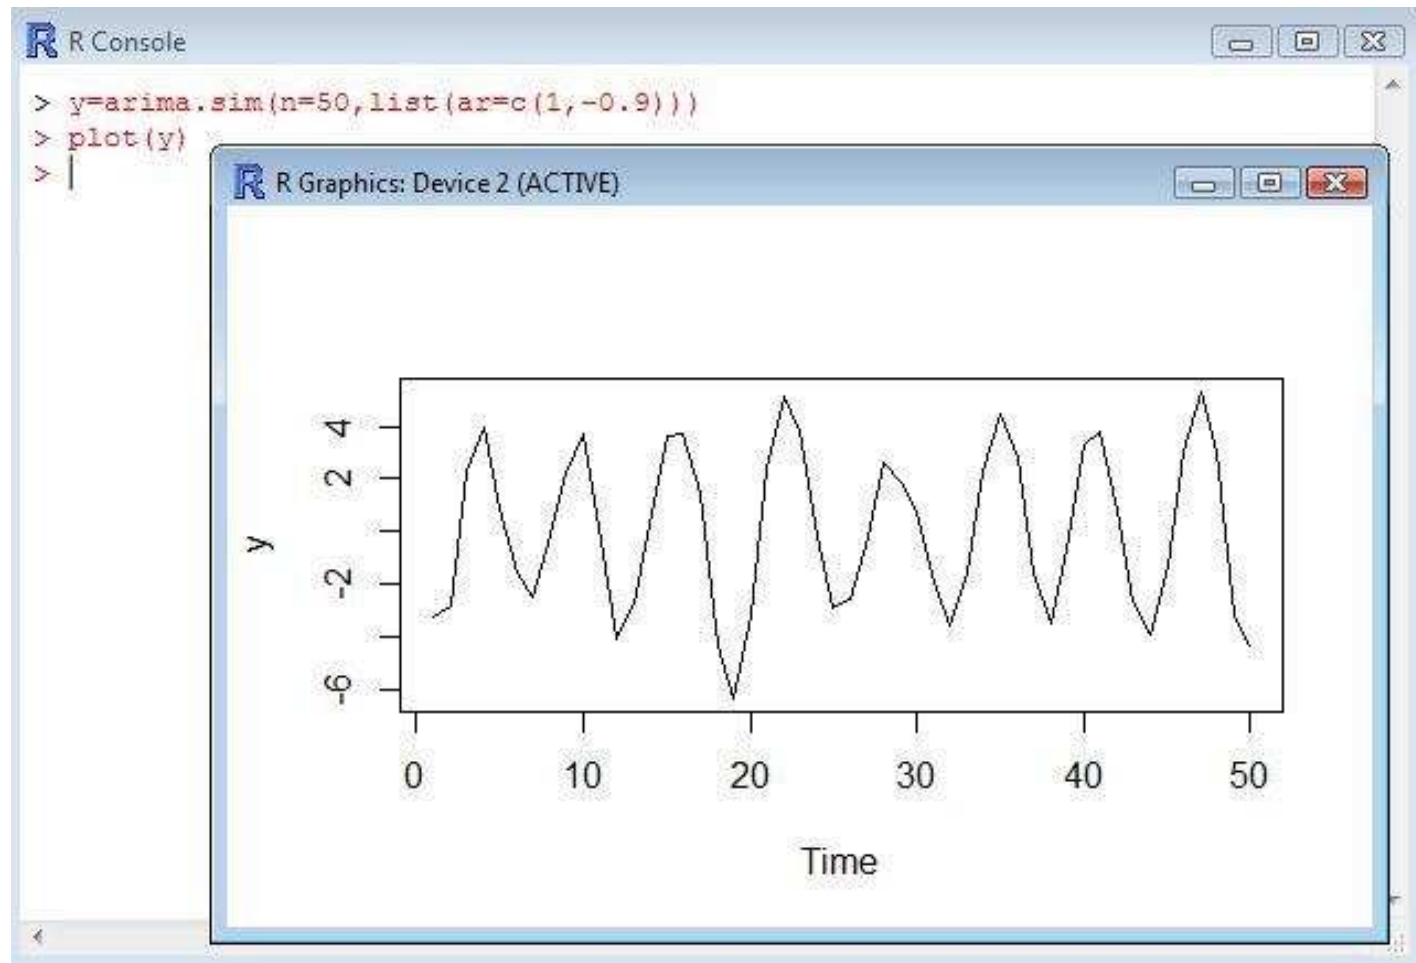 R R Console
> y=arima.sim(n=50,list(ar=c(1,-0.9)))
> plot(y)
>
R R Graphics: Device 2 (ACTIVE)
4
2
-2
-6
y
0 10 20 30 40 50
Time